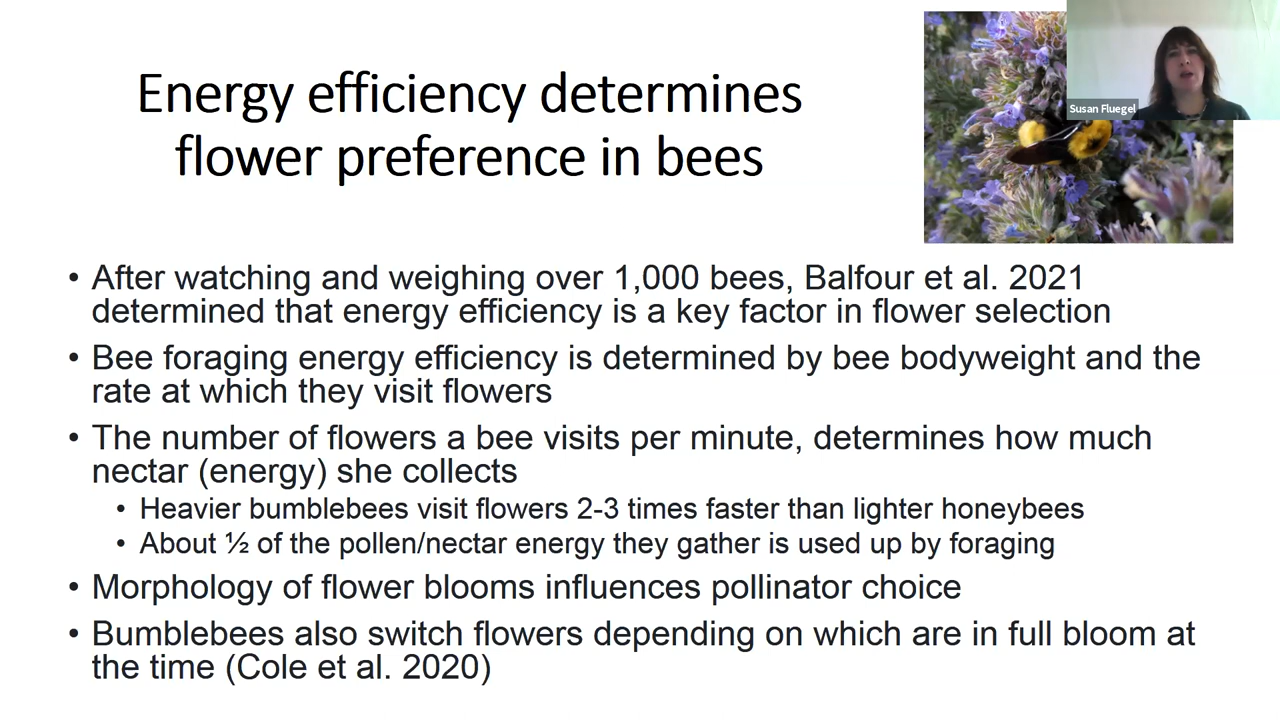 Energy efficiency determines
flower preference in bees
Susan Fluegel
• After watching and weighing over 1,000 bees, Balfour et al. 2021
determined that energy efficiency is a key factor in flower selection
• Bee foraging energy efficiency is determined by bee bodyweight and the
rate at which they visit flowers
• The number of flowers a bee visits per minute, determines how much
nectar (energy) she collects
• Heavier bumblebees visit flowers 2-3 times faster than lighter honeybees
• About ½ of the pollen/nectar energy they gather is used up by foraging
• Morphology of flower blooms influences pollinator choice
• Bumblebees also switch flowers depending on which are in full bloom at
the time (Cole et al. 2020)